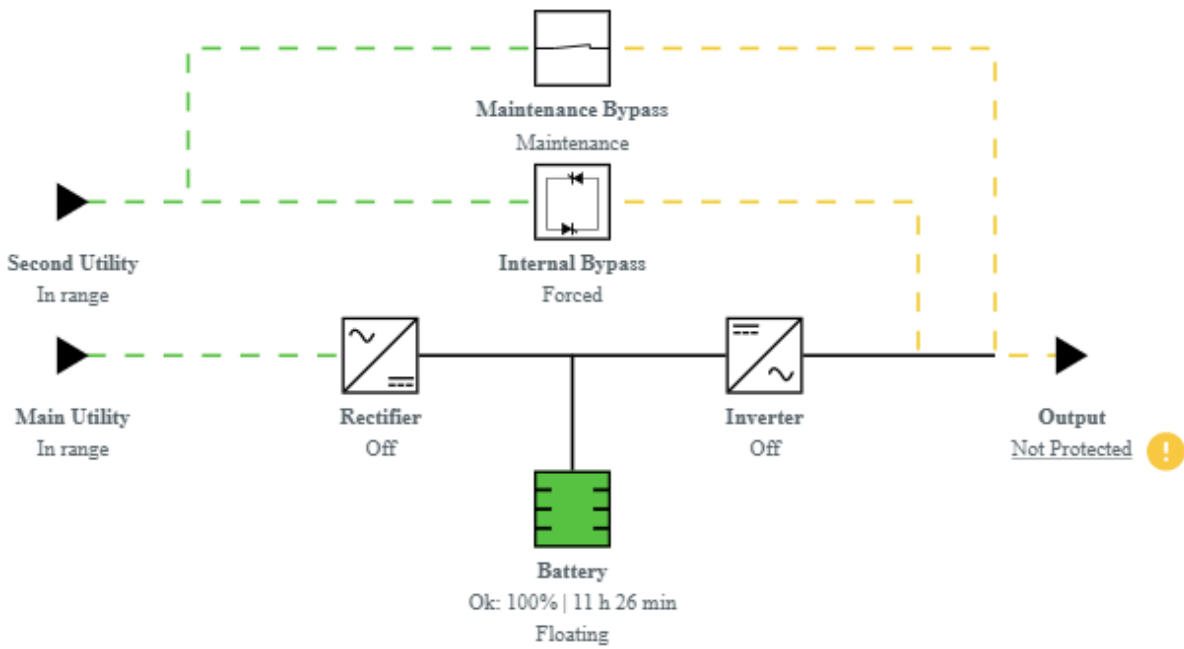 Maintenance Bypass
Maintenance
Second Utility
In range
Internal Bypass
Forced
Main Utility
In range
Rectifier
Off
Inverter
Off
Output
Not Protected
!
Battery
Ok: 100% | 11 h 26 min
Floating